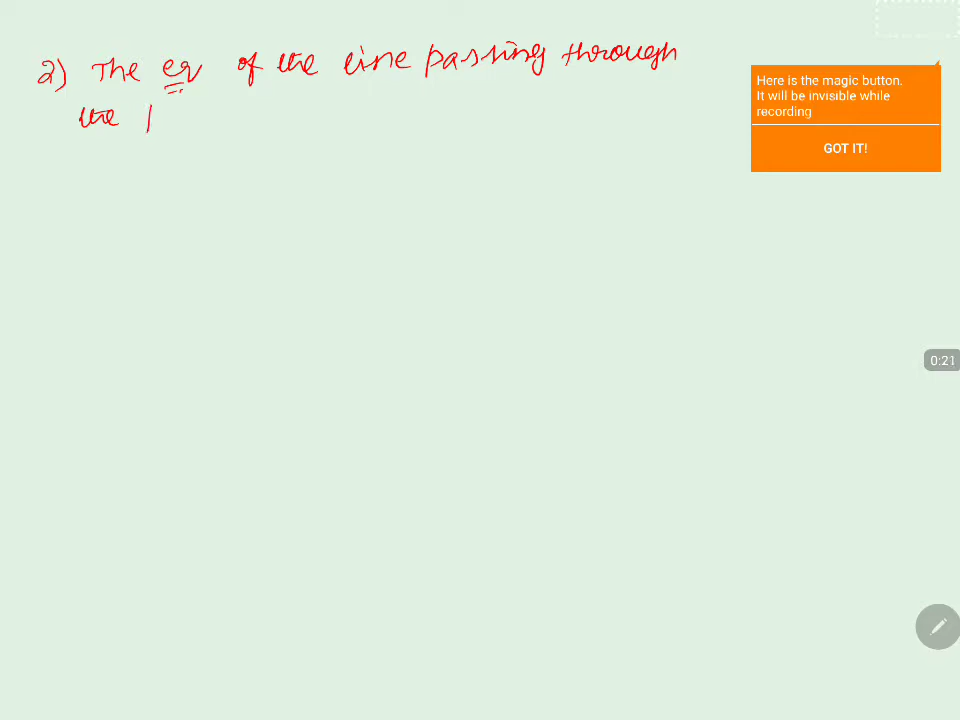 2) The eq of the line passing through
the
Here is the magic button.
It will be invisible while
recording
GOT IT!
0:21